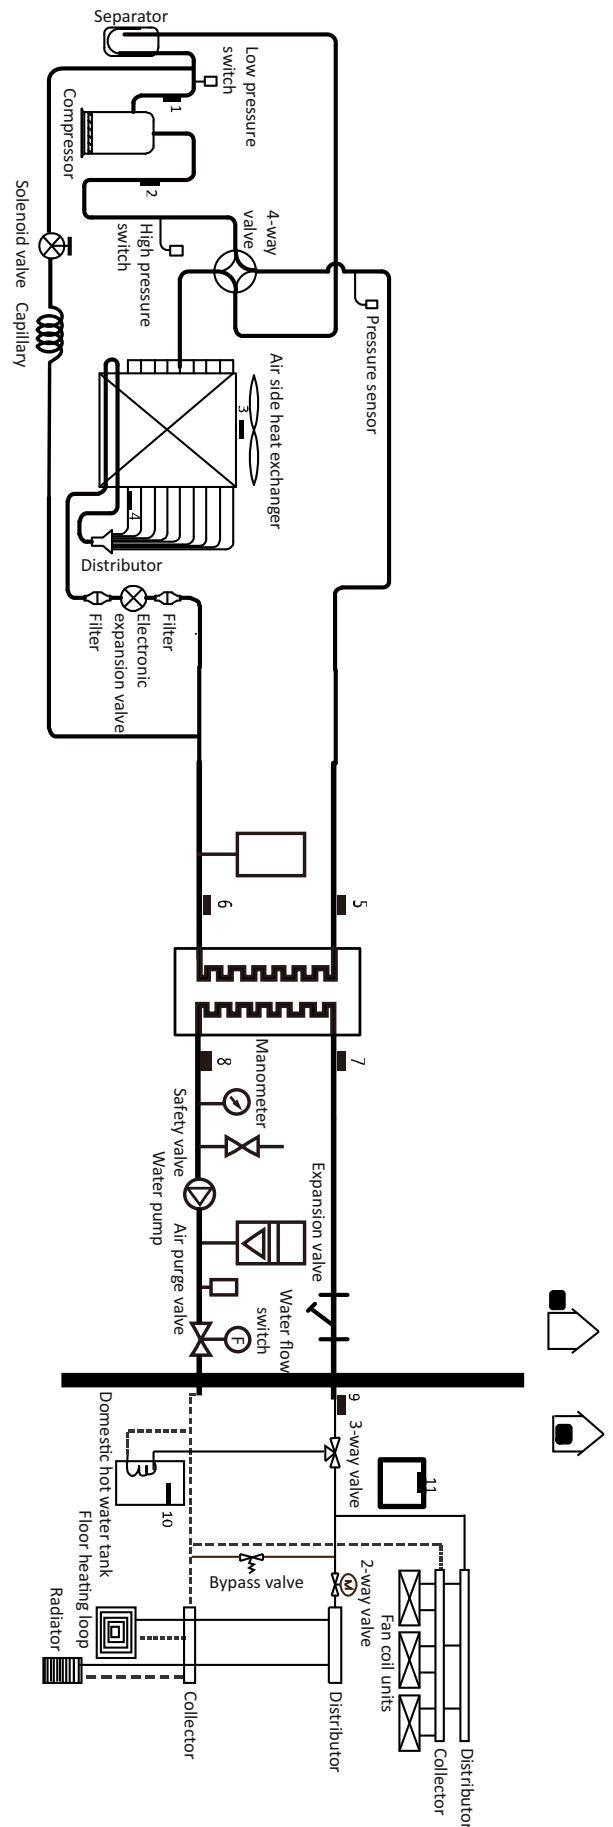 Separator
Low pressure
switch
1
Compressor
2
Solenoid valve
High pressure
switch
4-way
valve
Capillary
Pressure sensor
Air side heat exchanger
3
4
Distributor
Filter
Electronic
expansion valve
Filter
5
6
7
8
Manometer
Safety valve
Water pump
Expansion valve
Air purge valve
Water flow
switch
F
9
3-way valve
11
Domestic hot water tank
10
Floor heating loop
Radiator
Bypass valve
2-way valve
M
Fan coil units
Collector
Distributor
Collector
Distributor